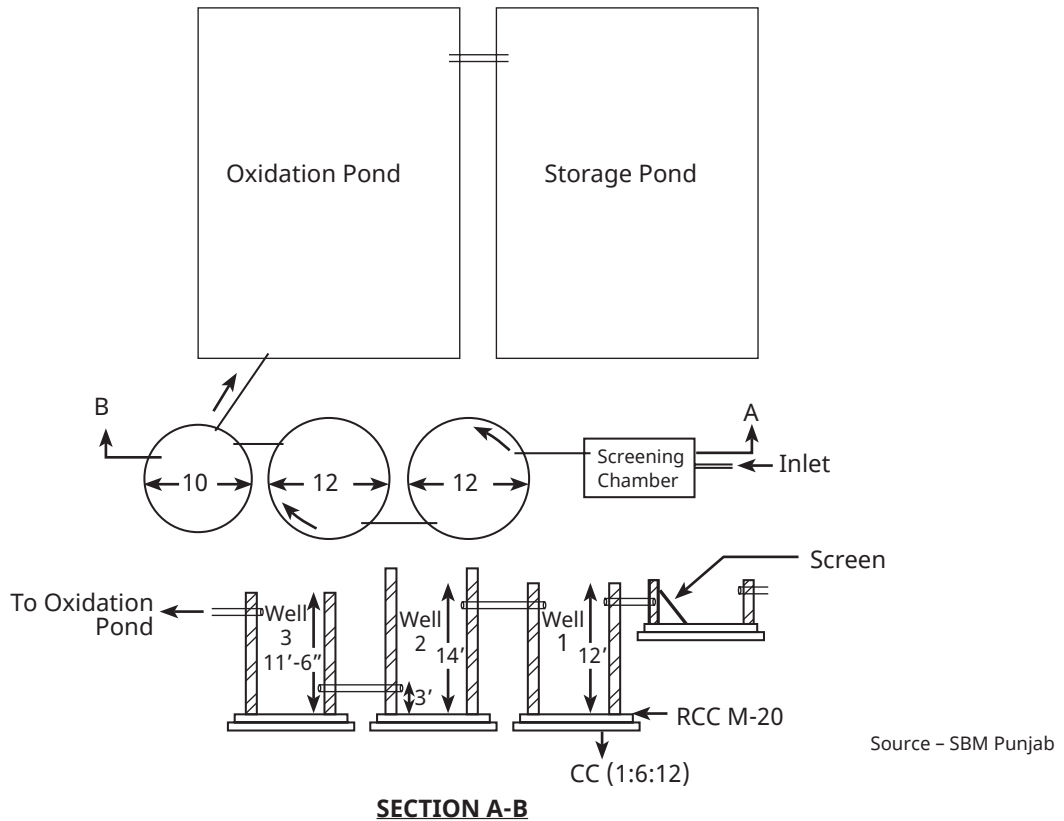 Oxidation Pond
Storage Pond
B
A
10
12
12
Screening
Chamber
Inlet
Screen
To Oxidation
Pond
Well
3
11’-6”
Well
2
14’
3’
Well
1
12’
RCC M-20
CC (1:6:12)
Source – SBM Punjab
SECTION A-B